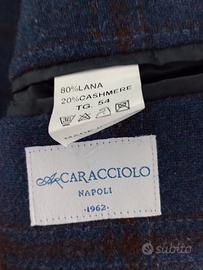 80%LANA
20%CASHMERE
TG. 54
CARACCIOLO
NAPOLI
·1962·
subito